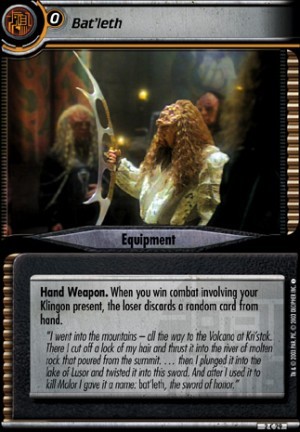 0
Bat'leth
Equipment
Hand Weapon. When you win combat involving your
Klingon present, the loser discards a random card from
hand.
"I went into the mountains – all the way to the Volcano at Kri'stak.
There I cut off a lock of my hair and thrust it into the river of molten
rock that poured from the summit. . . . then I plunged it into the
lake of Lusor and twisted it into this sword. And after I used it to
kill Molor I gave it a name: bat'leth, the sword of honor."
2 C 29